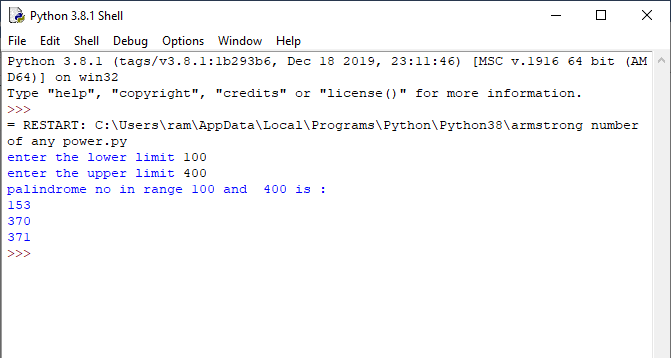 Python 3.8.1 Shell
File Edit Shell Debug Options Window Help
Python 3.8.1 (tags/v3.8.1:1b293b6, Dec 18 2019, 23:11:46) [MSC v.1916 64 bit (AM
D64)] on win32
Type "help", "copyright", "credits" or "license()" for more information.
>>>
= RESTART: C:\Users\ram\AppData\Local\Programs\Python\Python38\armstrong number
of any power.py
enter the lower limit 100
enter the upper limit 400
palindrome no in range 100 and  400 is :
153
370
371
>>>